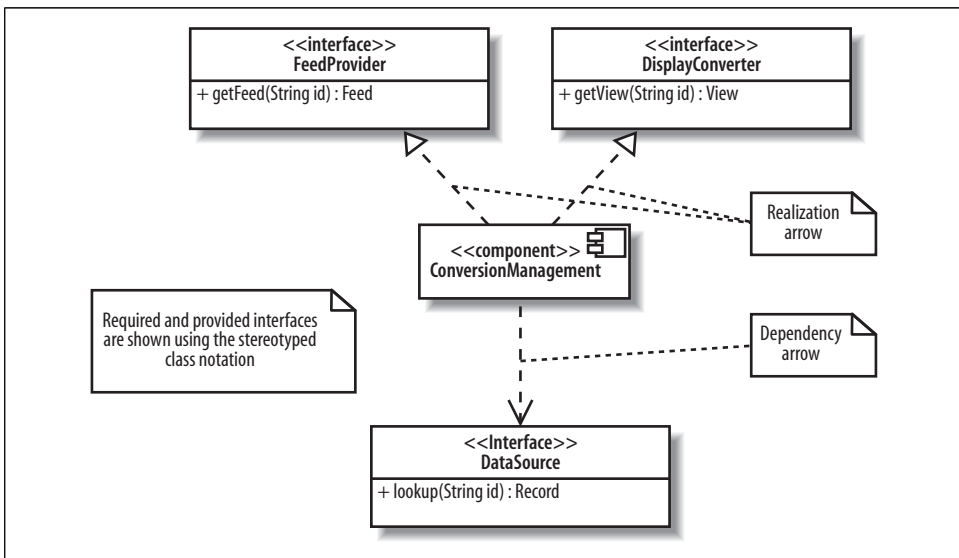 <<interface>>
FeedProvider
+ getFeed(String id) : Feed
<<interface>>
DisplayConverter
+ getView(String id) : View
Realization
arrow
<<component>>
ConversionManagement
Required and provided interfaces
are shown using the stereotyped
class notation
Dependency
arrow
<<Interface>>
DataSource
+ lookup(String id) : Record